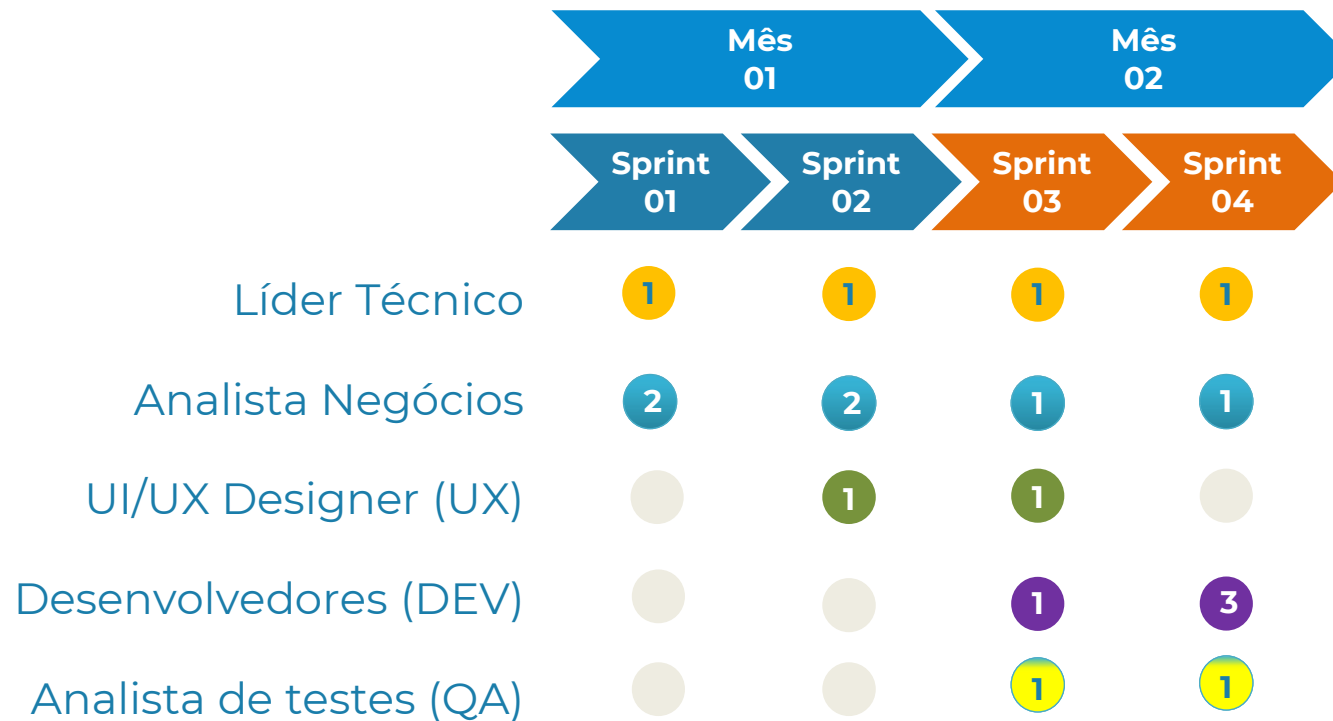 Mês
01
Mês
02
Sprint
01
Sprint
02
Sprint
03
Sprint
04
Líder Técnico 1 1 1 1
Analista Negócios 2 2 1 1
UI/UX Designer (UX) 1 1
Desenvolvedores (DEV) 1 3
Analista de testes (QA) 1 1